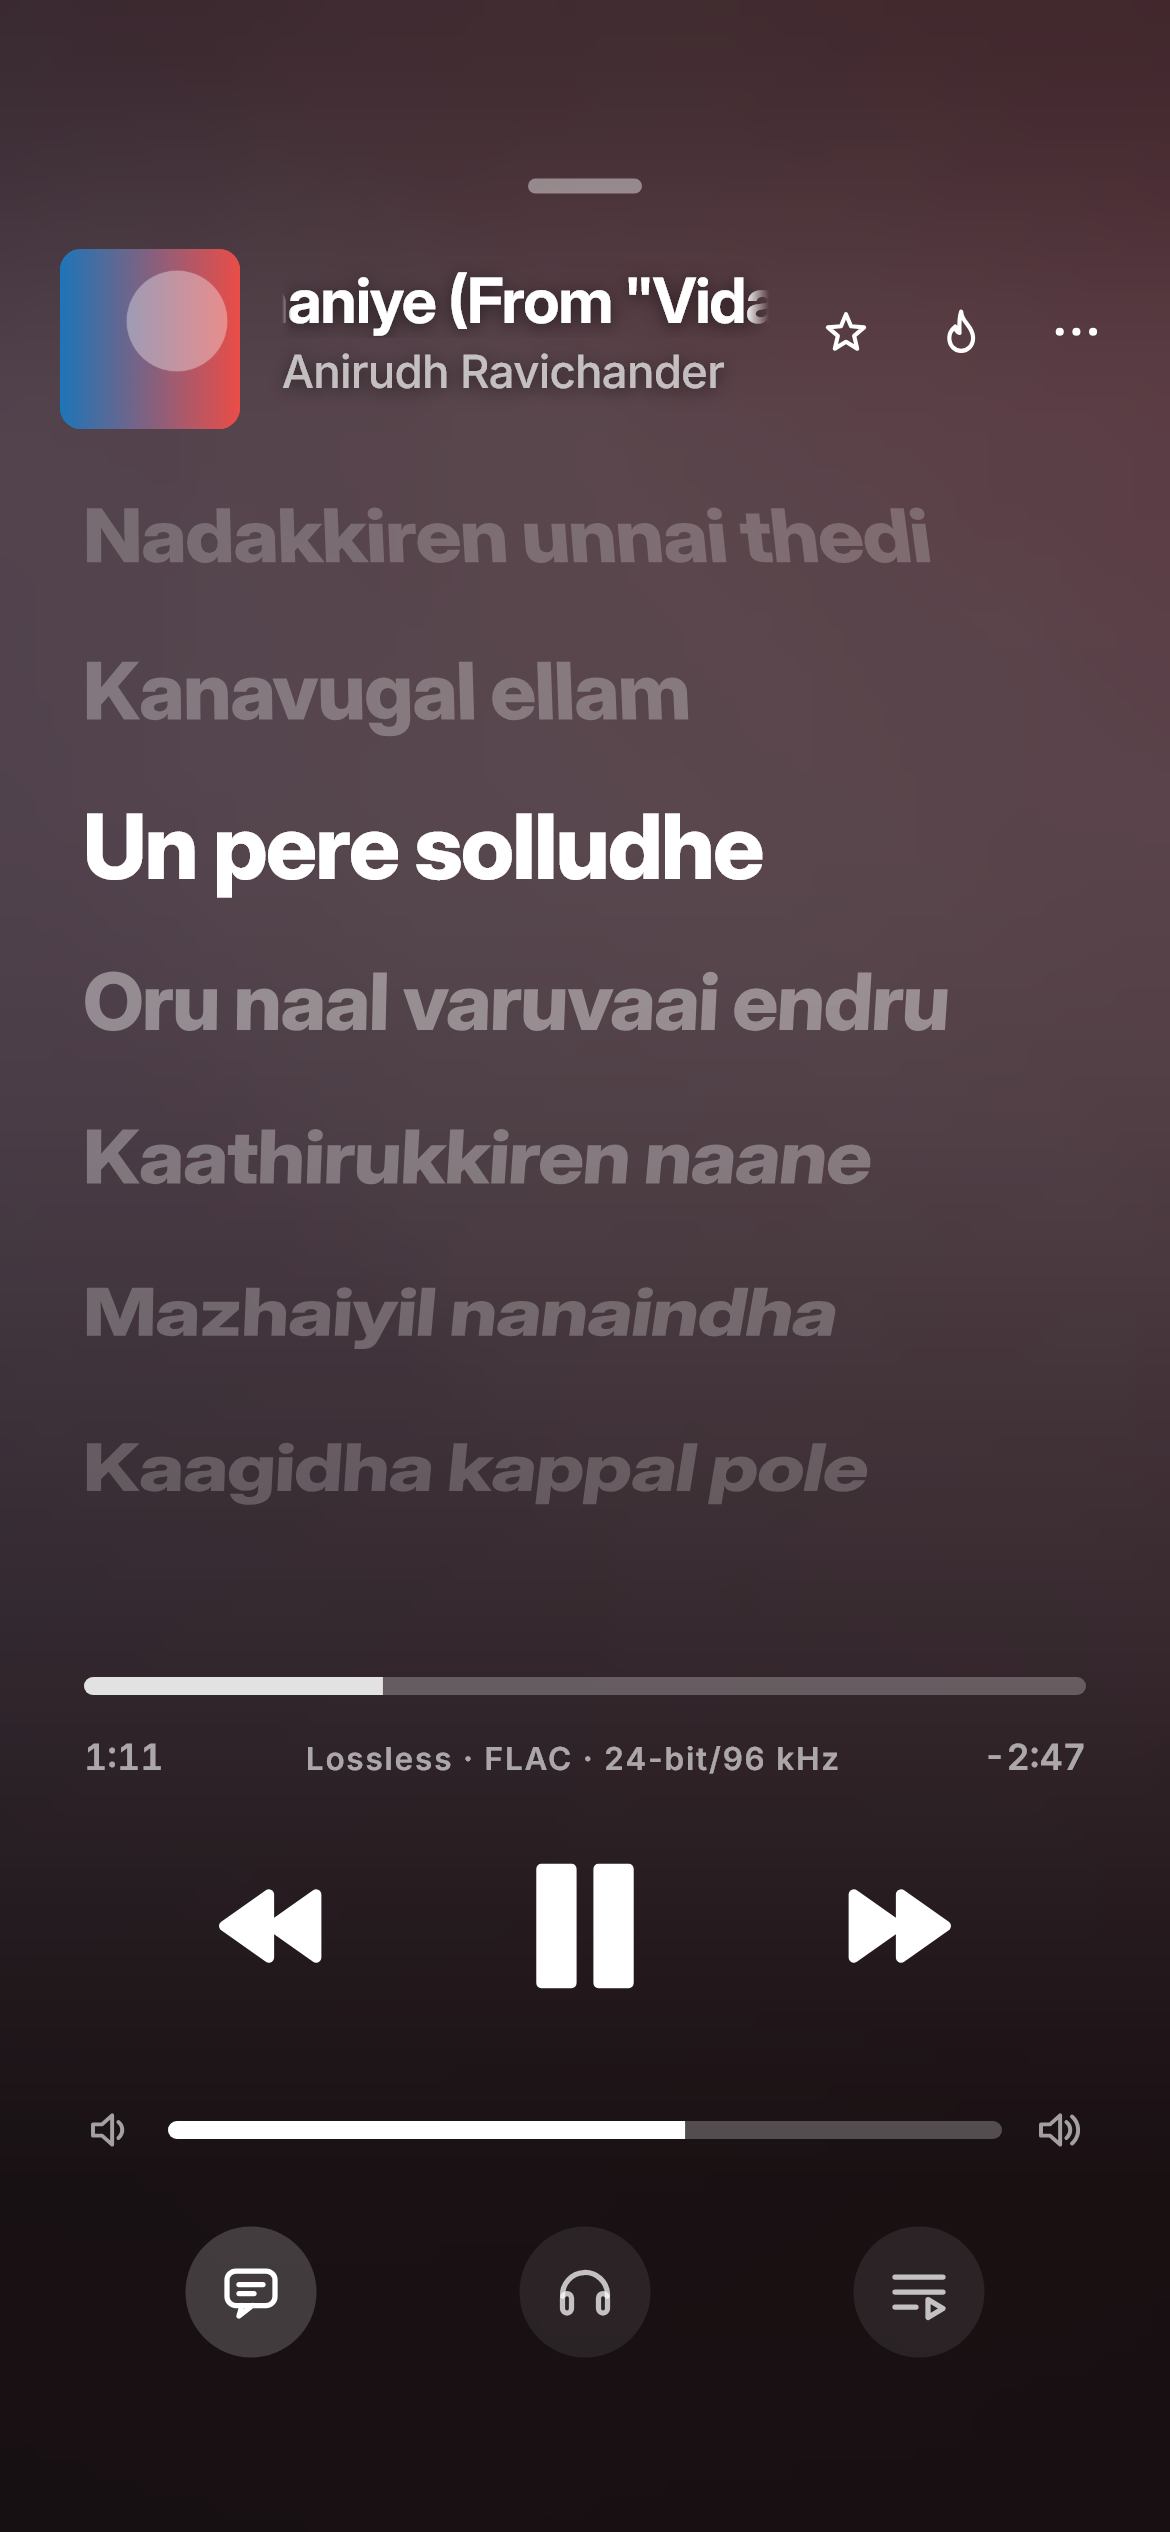 aniye (From "Vida
Anirudh Ravichander
Nadakkiren unnai thedi
Kanavugal ellam
Un pere solludhe
Oru naal varuvaai endru
Kaathirukkiren naane
Mazhaiyil nanaindha
Kaagidha kappal pole
1:11
Lossless · FLAC · 24-bit/96 kHz
-2:47